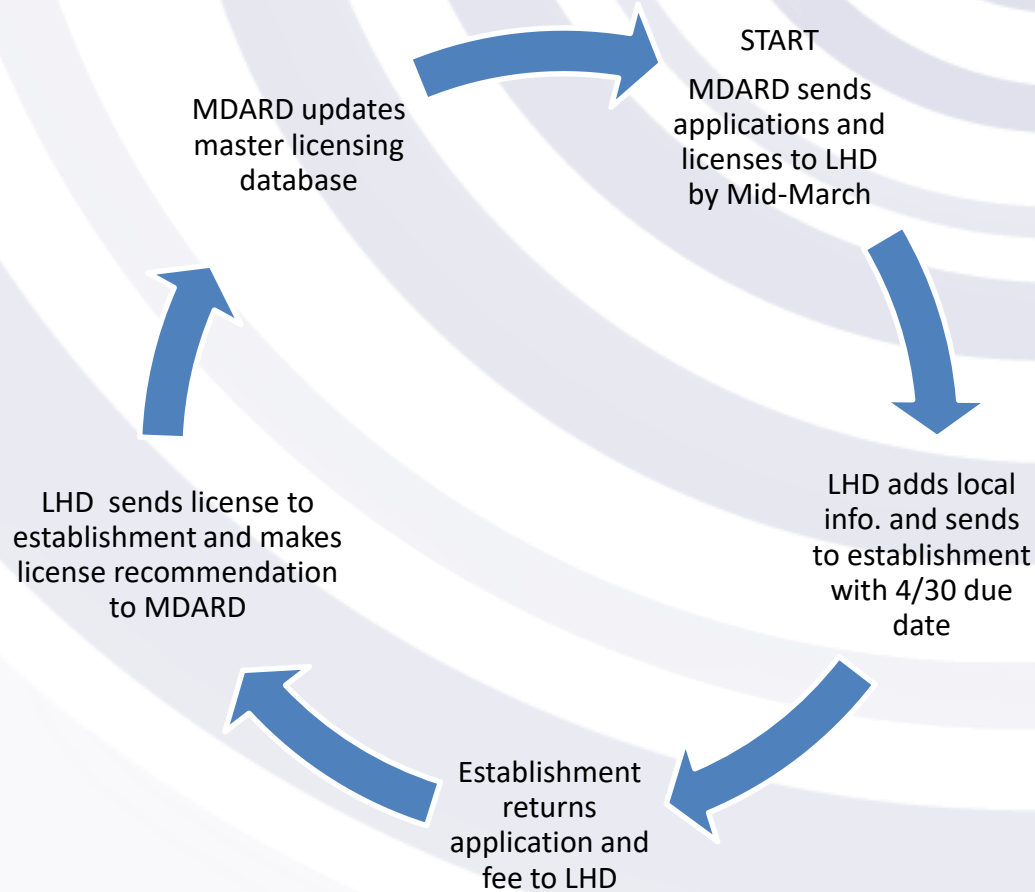 START
MDARD sends
applications and
licenses to LHD
by Mid-March
LHD adds local
info. and sends
to establishment
with 4/30 due
date
Establishment
returns
application and
fee to LHD
LHD  sends license to
establishment and makes
license recommendation
to MDARD
MDARD updates
master licensing
database